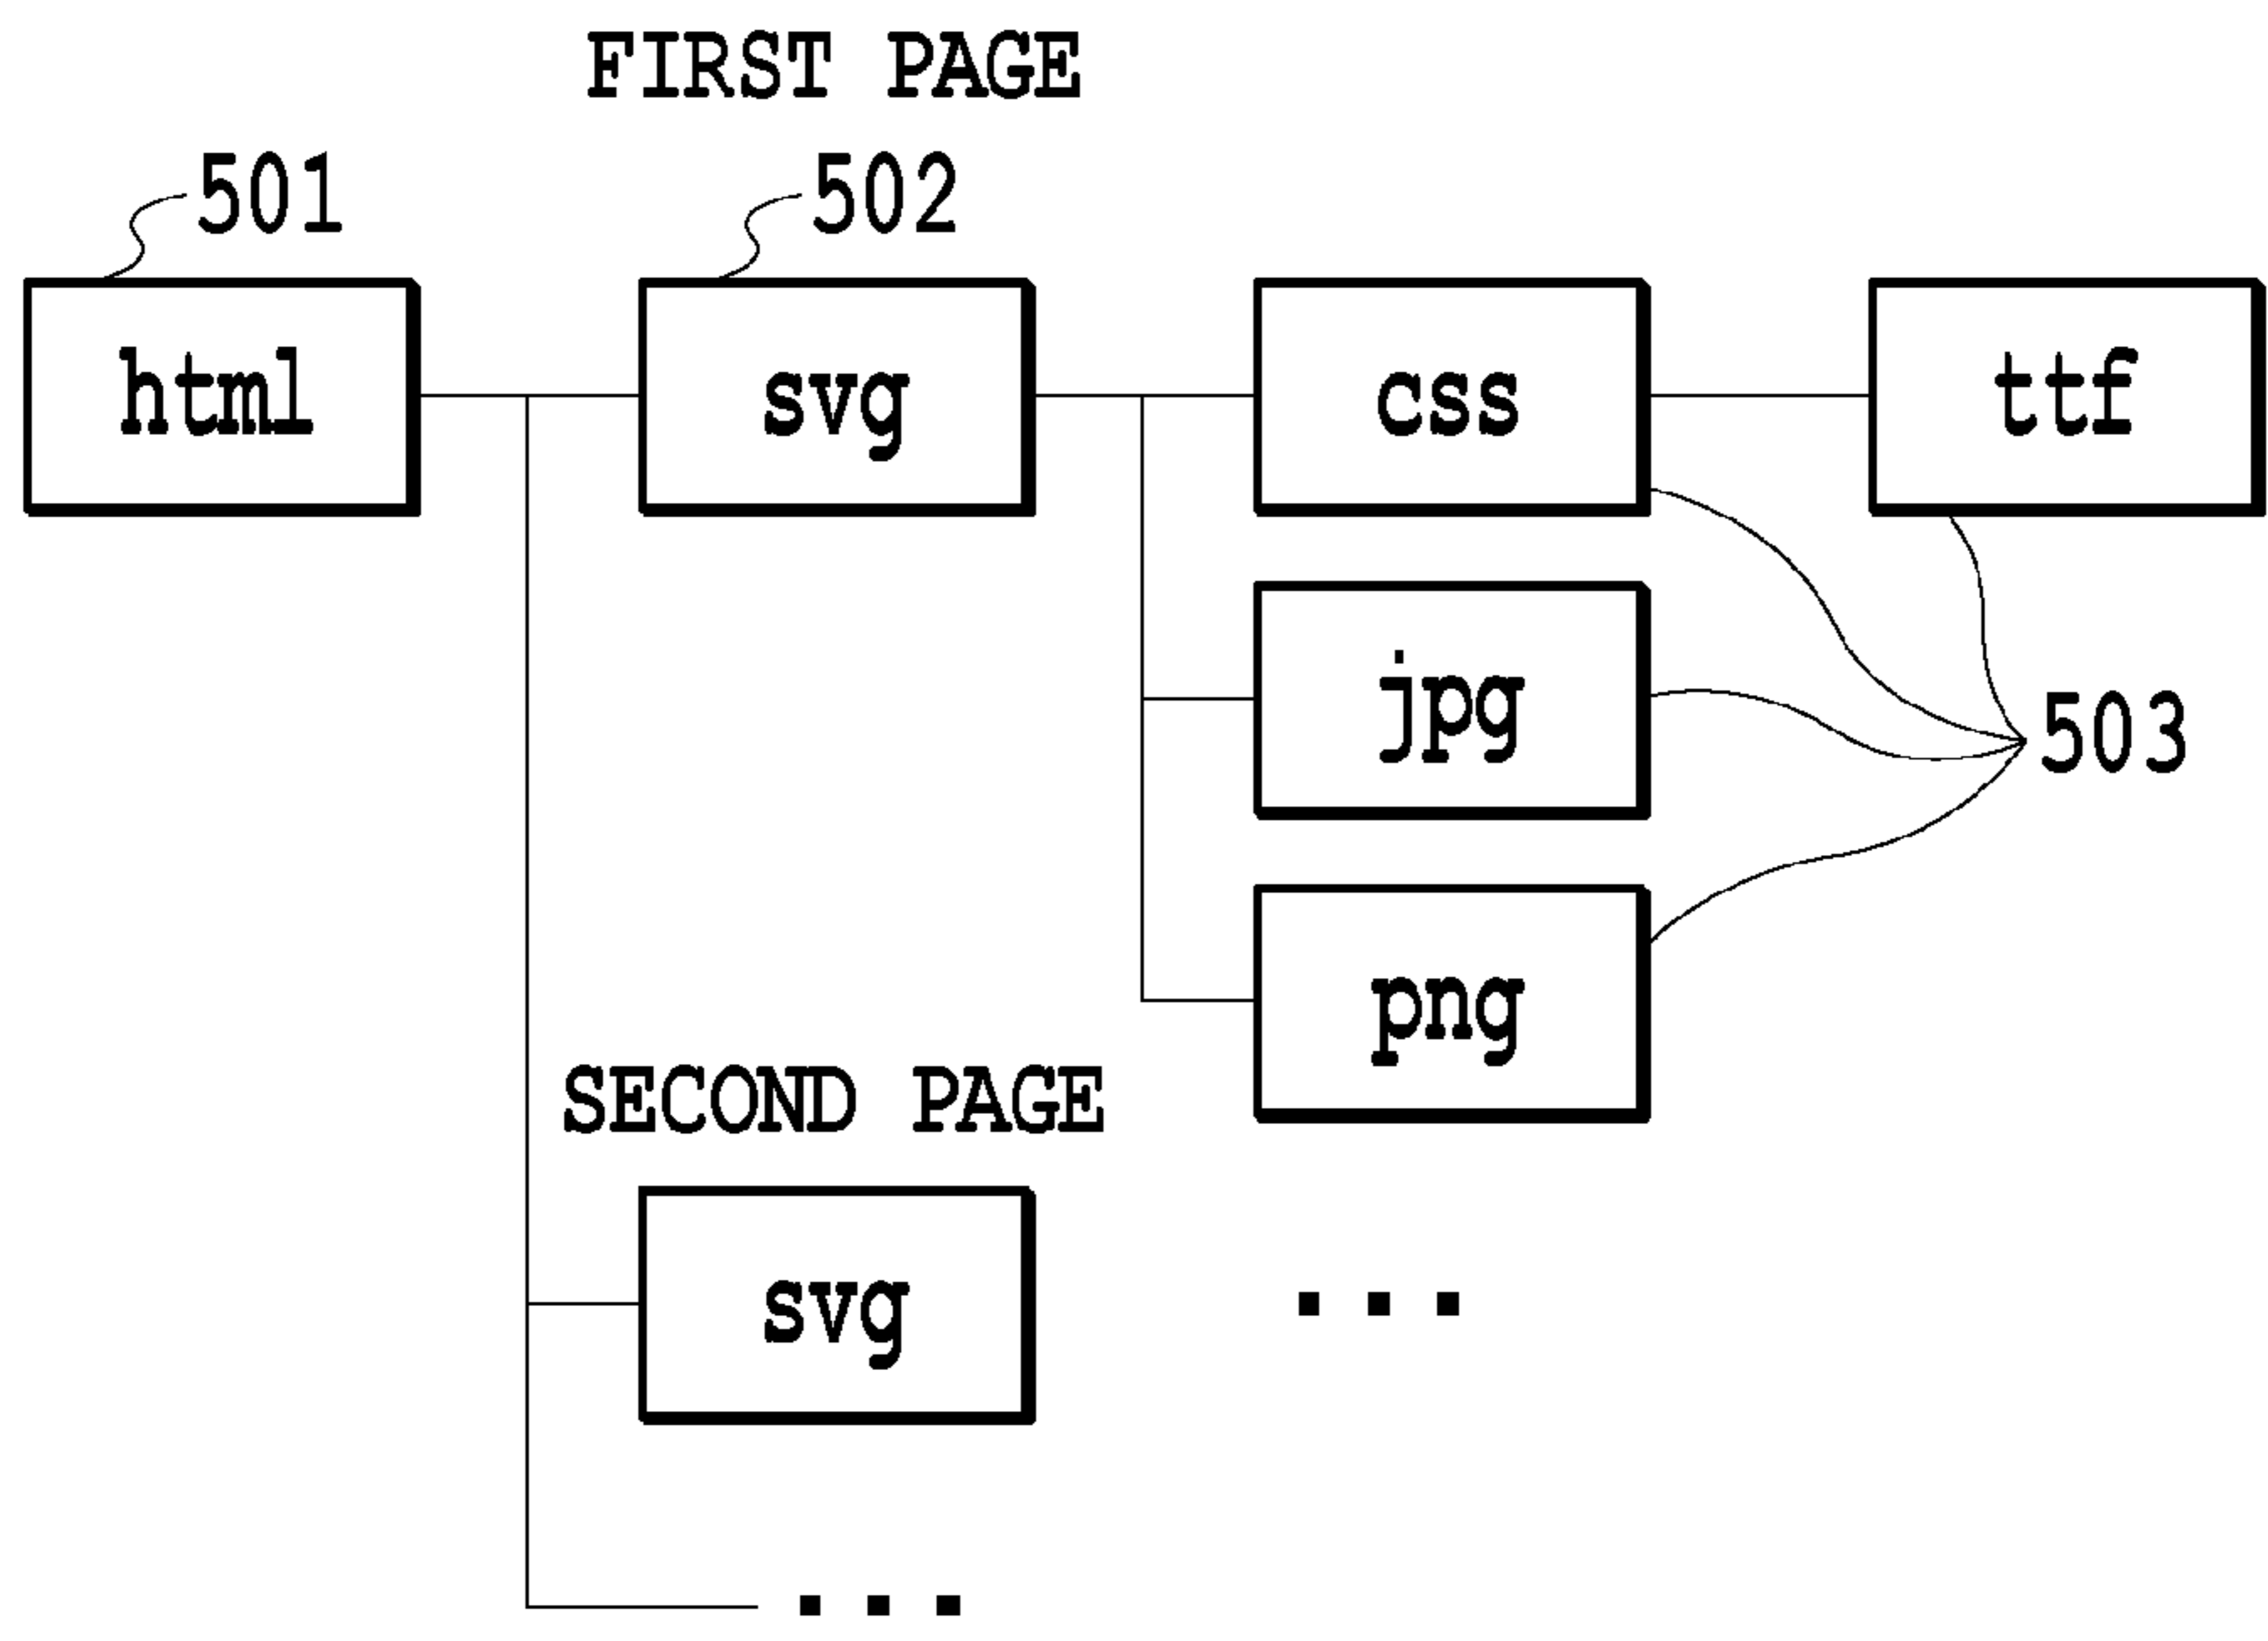 FIRST PAGE
501
502
html
svg
css
ttf
jpg
503
png
SECOND PAGE
svg
...
...